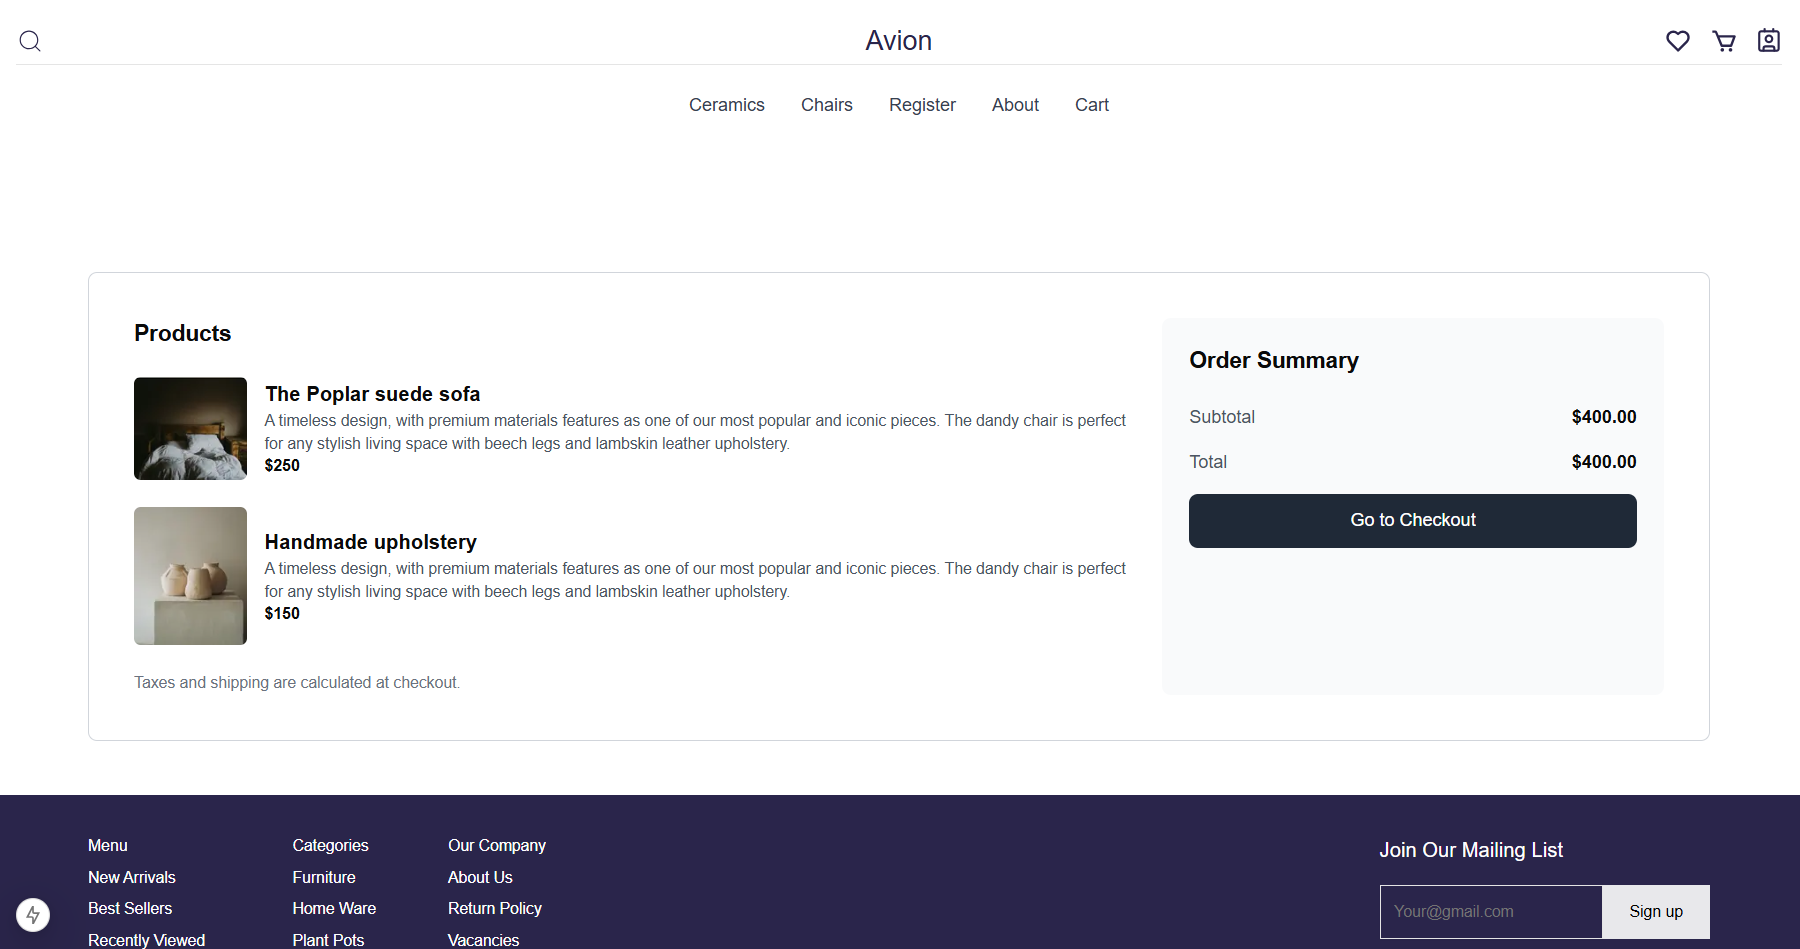 Avion
Ceramics Chairs Register About Cart
Products
The Poplar suede sofa
A timeless design, with premium materials features as one of our most popular and iconic pieces. The dandy chair is perfect
for any stylish living space with beech legs and lambskin leather upholstery.
$250
Handmade upholstery
A timeless design, with premium materials features as one of our most popular and iconic pieces. The dandy chair is perfect
for any stylish living space with beech legs and lambskin leather upholstery.
$150
Taxes and shipping are calculated at checkout.
Order Summary
Subtotal $400.00
Total $400.00
Go to Checkout
Menu
New Arrivals
Best Sellers
Recently Viewed
Categories
Furniture
Home Ware
Plant Pots
Our Company
About Us
Return Policy
Vacancies
Join Our Mailing List
Your@gmail.com Sign up